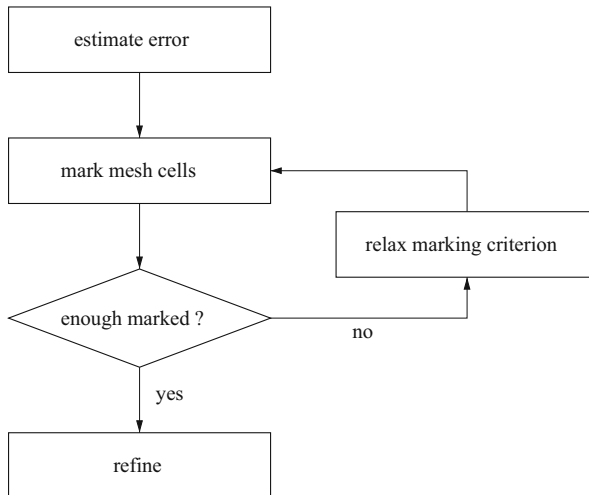 estimate error
mark mesh cells
relax marking criterion
enough marked ?
no
yes
refine